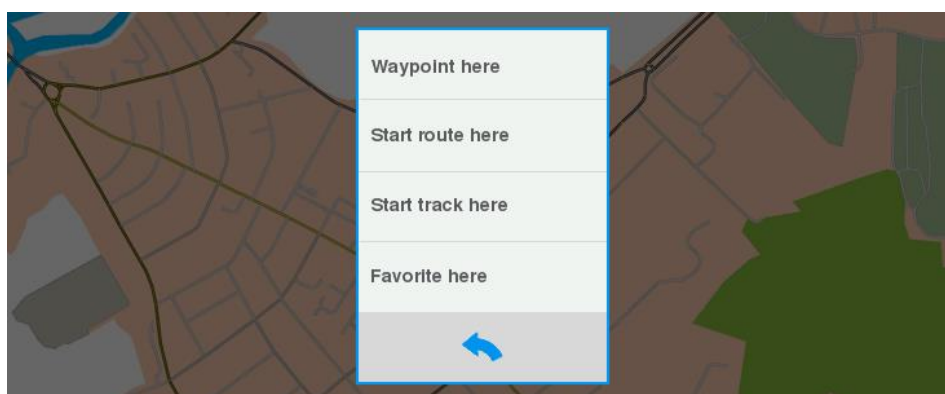 Waypoint here
Start route here
Start track here
Favorite here